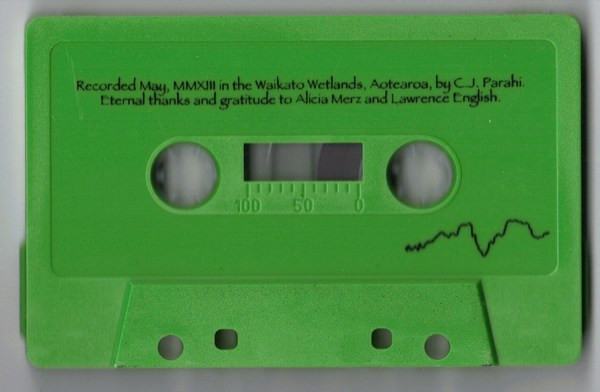 Recorded May, MMXIII in the Waikato Wetlands, Aotearoa, by C.J. Parahi.
Eternal thanks and gratitude to Alicia Merz and Lawrence English.
100 50 0